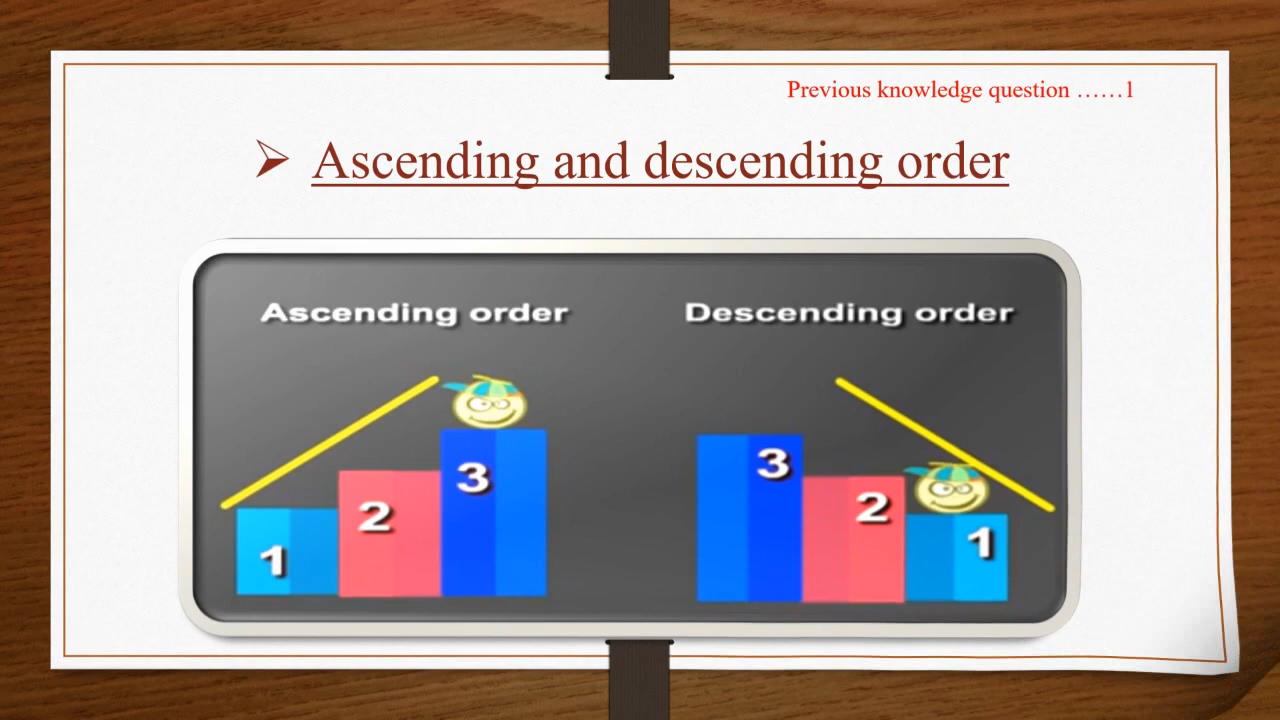 Previous knowledge question ……1
➢ Ascending and descending order
Ascending order
Descending order
1 2 3
3 2 1